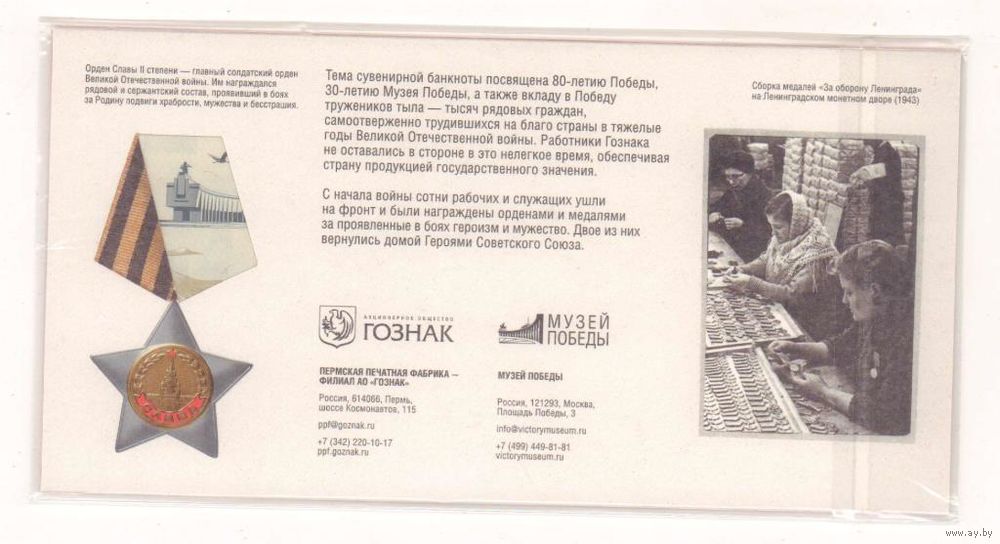 Орден Славы II степени — главный солдатский орден
Великой Отечественной войны. Им награждался
рядовой и сержантский состав, проявивший в боях
за Родину подвиги храбрости, мужества и бесстрашия.
Тема сувенирной банкноты посвящена 80-летию Победы,
30-летию Музея Победы, а также вкладу в Победу
тружеников тыла — тысяч рядовых граждан,
самоотверженно трудившихся на благо страны в тяжелые
годы Великой Отечественной войны. Работники Гознака
не оставались в стороне в это нелегкое время, обеспечивая
страну продукцией государственного значения.
С начала войны сотни рабочих и служащих ушли
на фронт и были награждены орденами и медалями
за проявленные в боях героизм и мужество. Двое из них
вернулись домой Героями Советского Союза.
Сборка медалей «За оборону Ленинграда»
на Ленинградском монетном дворе (1943)
СЛАВА
АКЦИОНЕРНОЕ ОБЩЕСТВО
ГОЗНАК
ПЕРМСКАЯ ПЕЧАТНАЯ ФАБРИКА –
ФИЛИАЛ АО «ГОЗНАК»
Россия, 614066, Пермь,
шоссе Космонавтов, 115
ppf@goznak.ru
+7 (342) 220-10-17
ppf.goznak.ru
МУЗЕЙ
ПОБЕДЫ
МУЗЕЙ ПОБЕДЫ
Россия, 121293, Москва,
Площадь Победы, 3
info@victorymuseum.ru
+7 (499) 449-81-81
victorymuseum.ru
www.ay.by